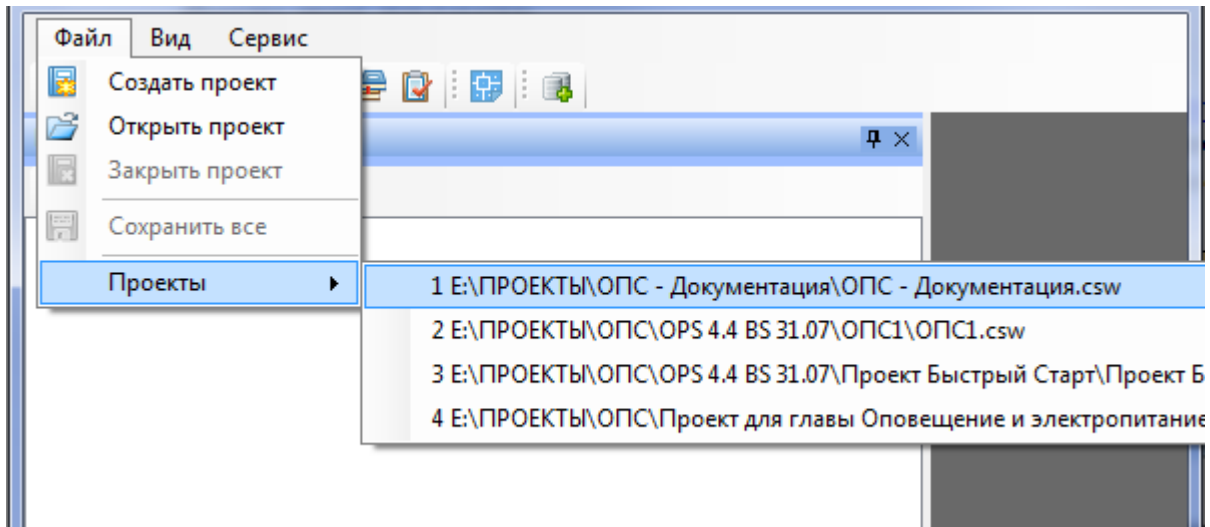 Файл Вид Сервис
Создать проект
Открыть проект
Закрыть проект
Сохранить все
Проекты
1 E:\ПРОЕКТЫ\ОПС - Документация\ОПС - Документация.csw
2 E:\ПРОЕКТЫ\ОПС\OPS 4.4 BS 31.07\ОПС1\ОПС1.csw
3 E:\ПРОЕКТЫ\ОПС\OPS 4.4 BS 31.07\Проект Быстрый Старт\Проект Б
4 E:\ПРОЕКТЫ\ОПС\Проект для главы Оповещение и электропитание